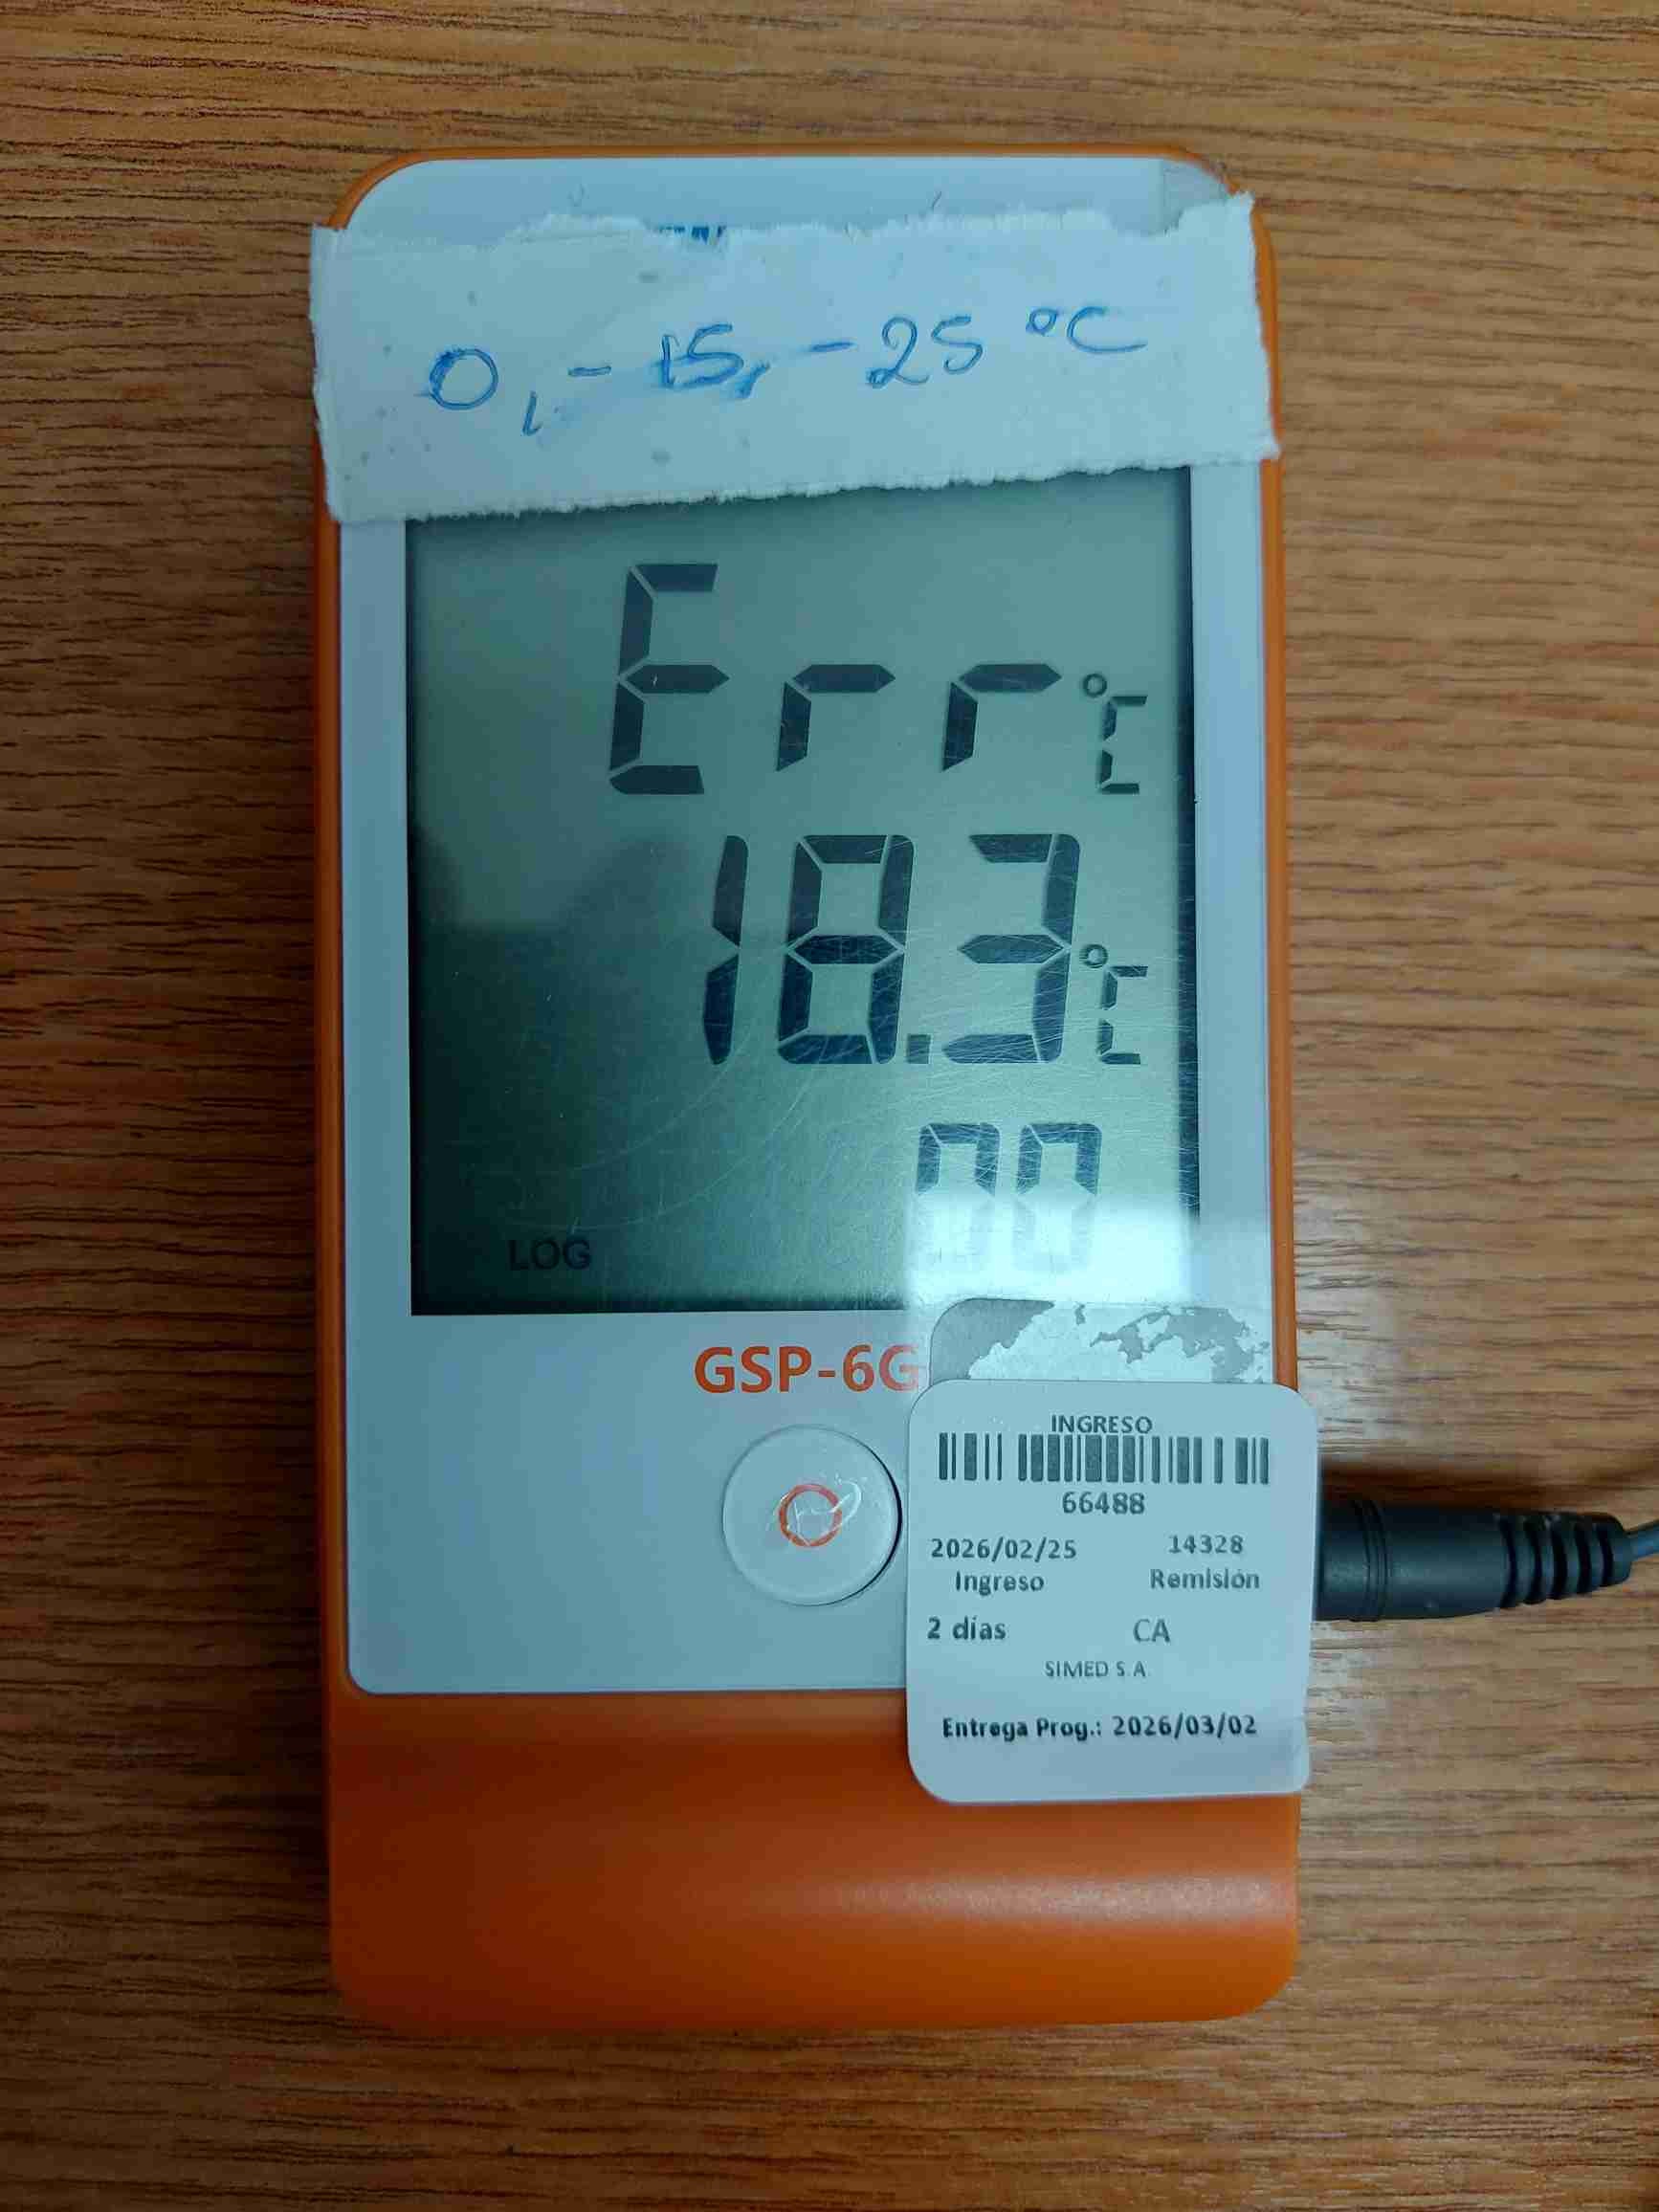 0, -15, -25 °C
Err °C
18.3 °C
LOG
GSP-6G
INGRESO
66488
2026/02/25 14328
Ingreso Remisión
2 días CA
SIMED S.A.
Entrega Prog.: 2026/03/02